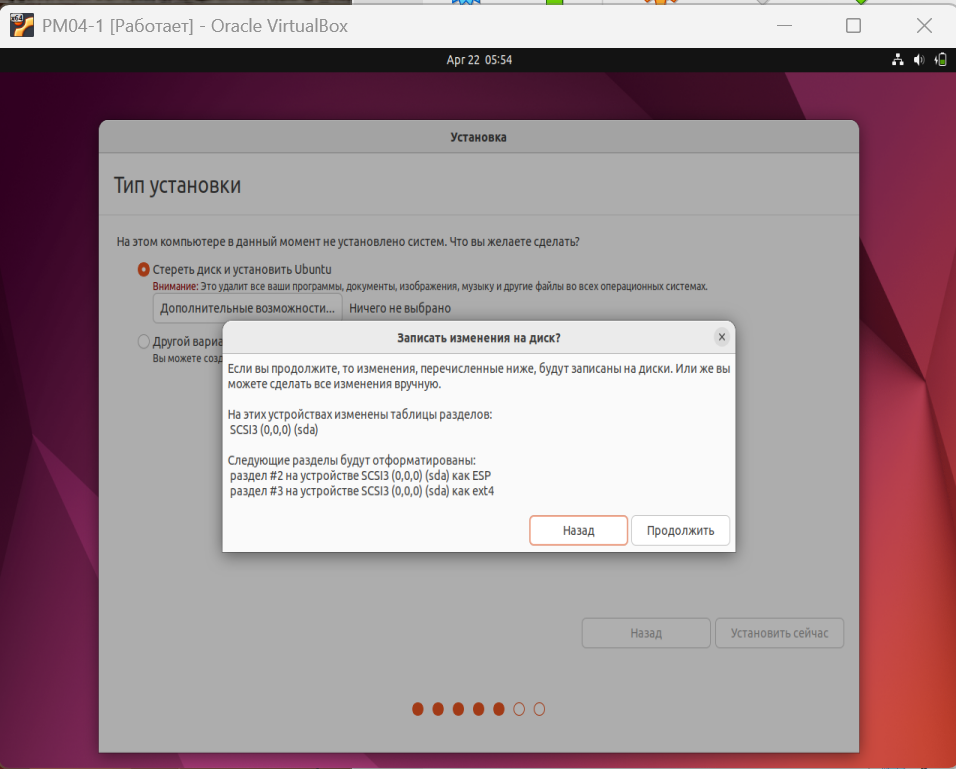 PM04-1 [Работает] - Oracle VirtualBox
Apr 22 05:54
Установка
Тип установки
На этом компьютере в данный момент не установлено систем. Что вы желаете сделать?
Стереть диск и установить Ubuntu
Внимание: Это удалит все ваши программы, документы, изображения, музыку и другие файлы во всех операционных системах.
Дополнительные возможности... Ничего не выбрано
Другой вариа
Вы можете созд
Записать изменения на диск?
Если вы продолжите, то изменения, перечисленные ниже, будут записаны на диски. Или же вы
можете сделать все изменения вручную.
На этих устройствах изменены таблицы разделов:
SCSI3 (0,0,0) (sda)
Следующие разделы будут отформатированы:
раздел #2 на устройстве SCSI3 (0,0,0) (sda) как ESP
раздел #3 на устройстве SCSI3 (0,0,0) (sda) как ext4
Назад Продолжить
Назад Установить сейчас